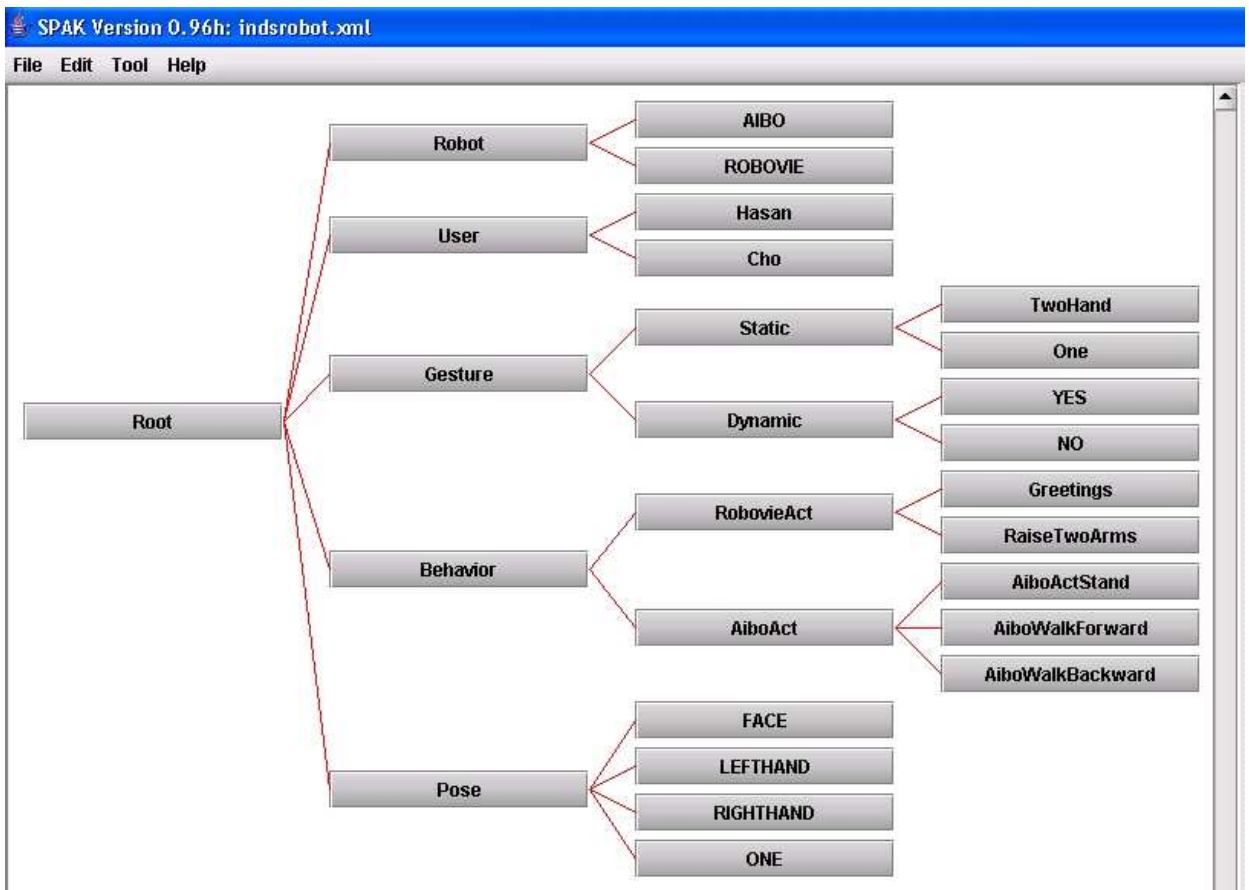 SPAK Version 0.96h: indsrobot.xml
File Edit Tool Help
AIBO
Robot
ROBOVIE
Hasan
User
Cho
TwoHand
Static
One
Gesture
YES
Dynamic
NO
Root
Greetings
RobovieAct
RaiseTwoArms
Behavior
AiboActStand
AiboAct
AiboWalkForward
AiboWalkBackward
FACE
LEFTHAND
Pose
RIGHTHAND
ONE